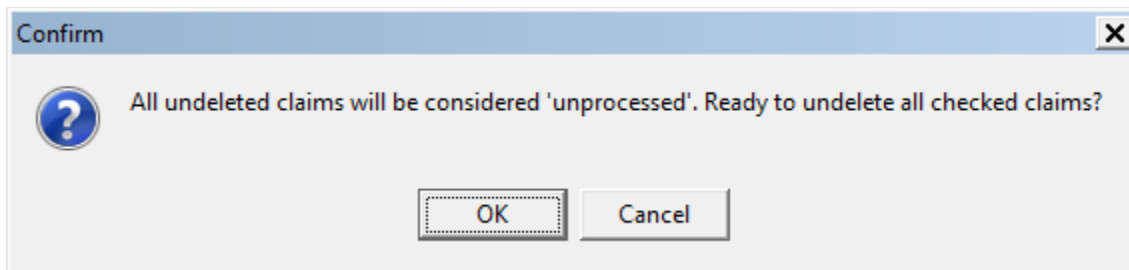 Confirm
All undeleted claims will be considered 'unprocessed'. Ready to undelete all checked claims?
OK
Cancel